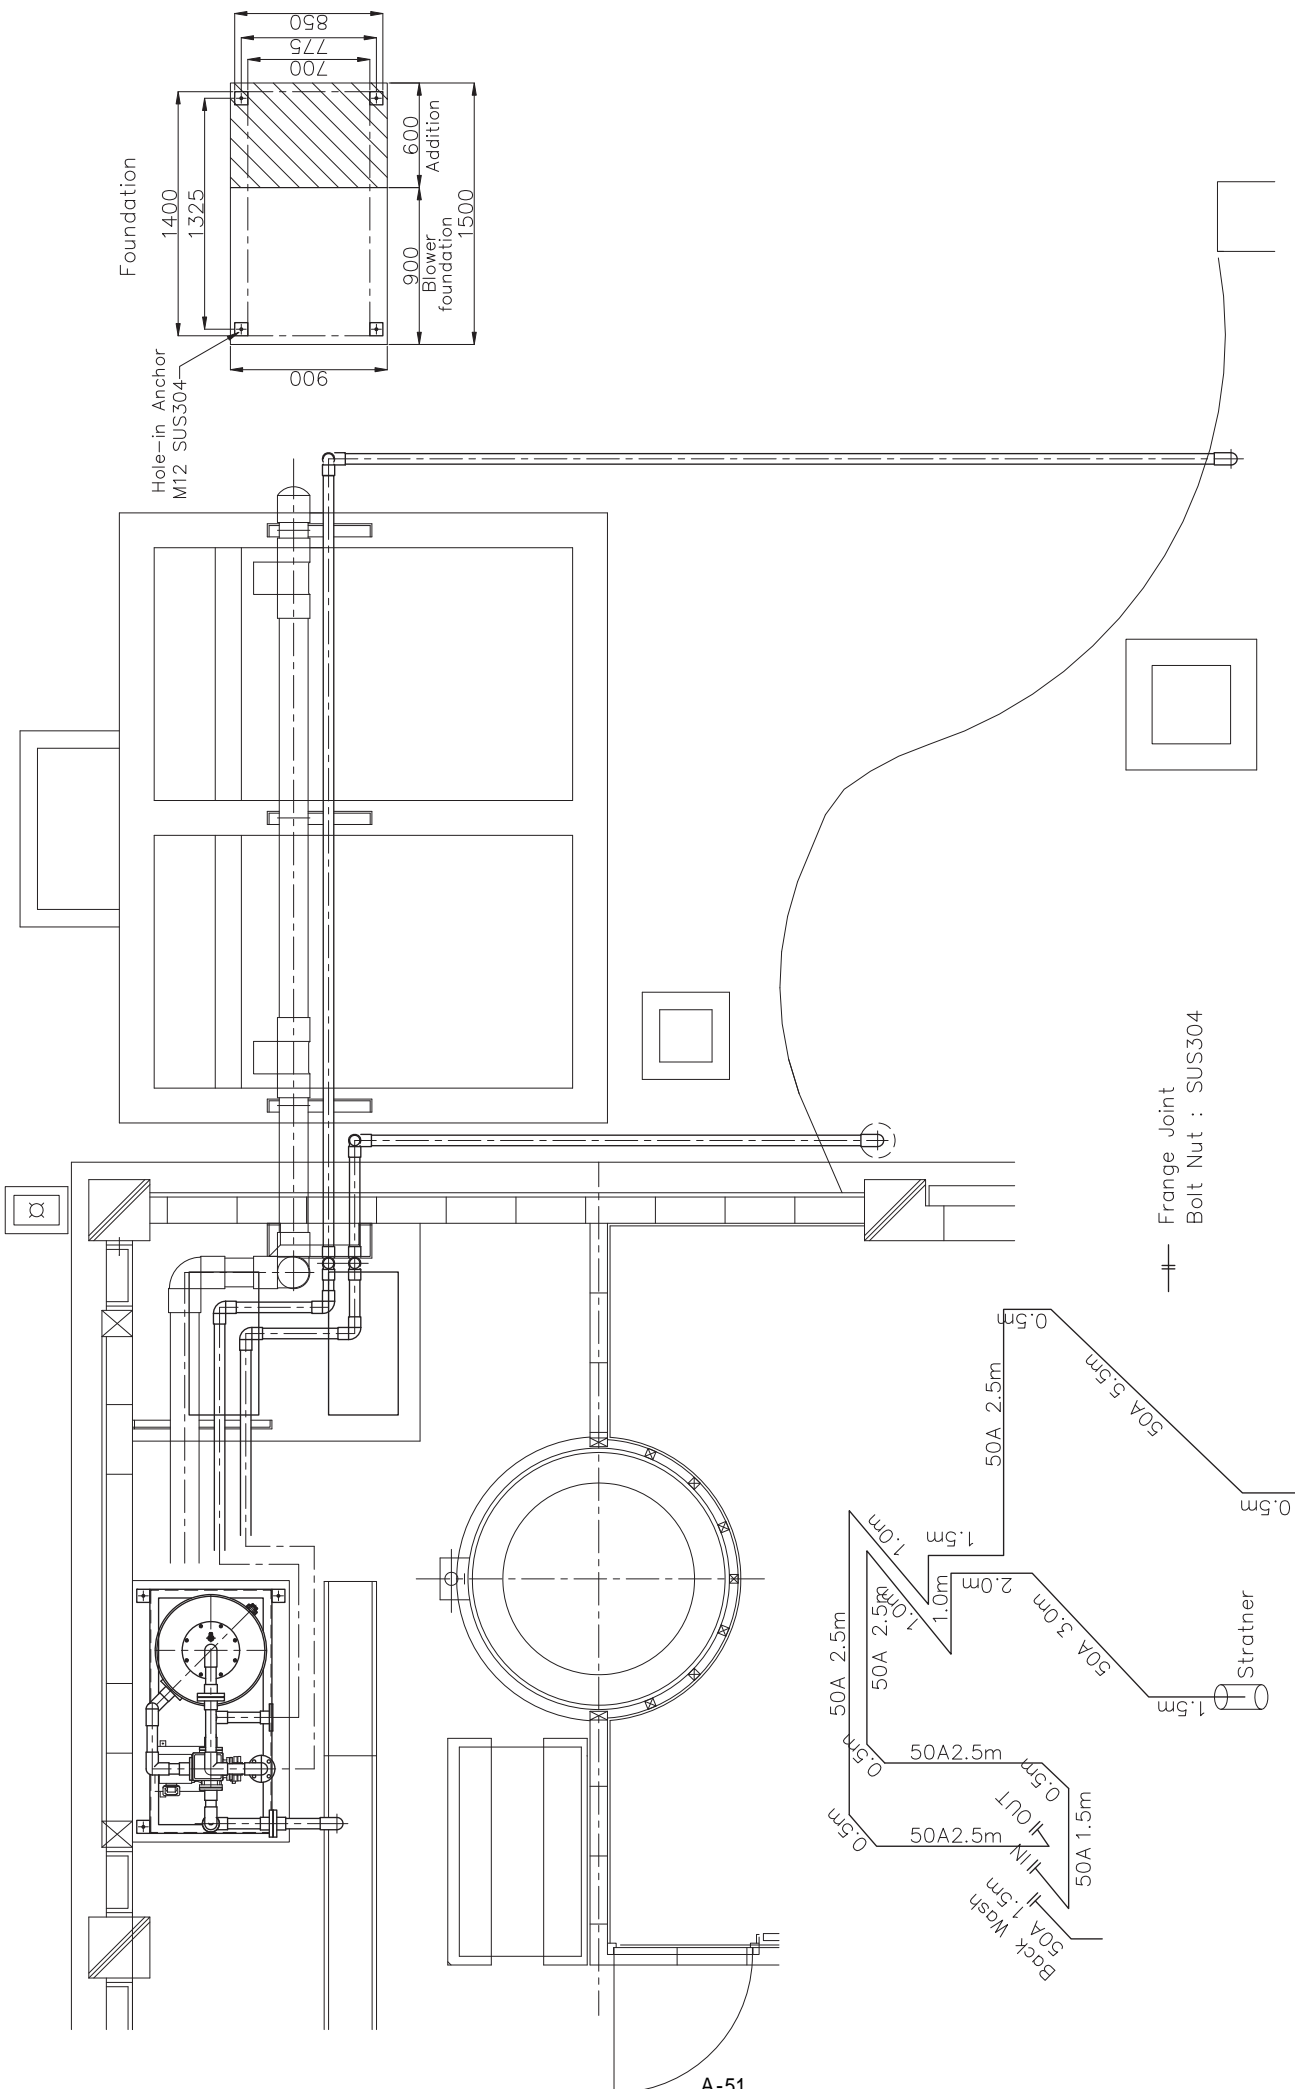 850
775
700
Foundation
1400
1325
600
Addition
900
Blower
foundation
1500
900
Hole-in Anchor
M12 SUS304
Frange Joint
Bolt Nut : SUS304
0.5m
50A 2.5m
50A 5.5m
0.5m
1.0m
1.5m
50A 2.5m
50A 2.5m
1.0m
1.0m
2.0m
50A 3.0m
1.5m
Stratner
0.5m
50A2.5m
0.5m
0.5m
50A2.5m
OUT
IN
50A 1.5m
Back Wash
50A 1.5m
A-51